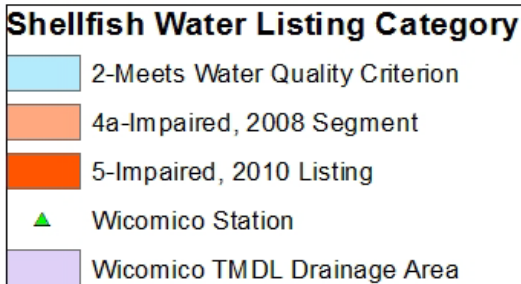 Shellfish Water Listing Category
2-Meets Water Quality Criterion
4a-Impaired, 2008 Segment
5-Impaired, 2010 Listing
Wicomico Station
Wicomico TMDL Drainage Area